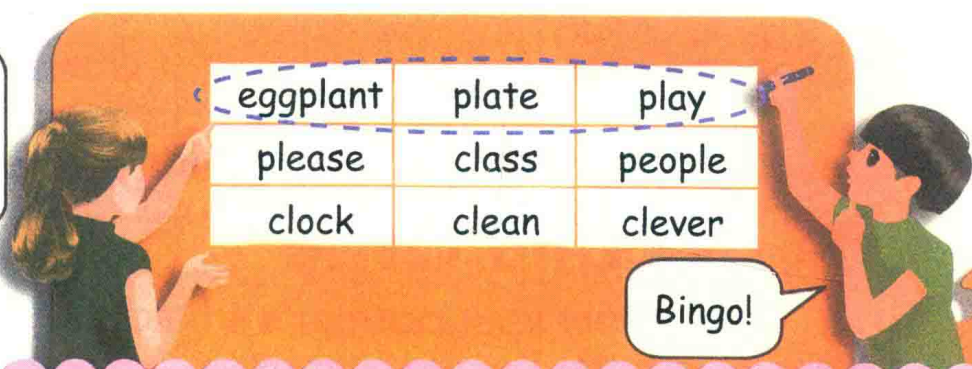 eggplant plate play
please class people
clock clean clever
Bingo!